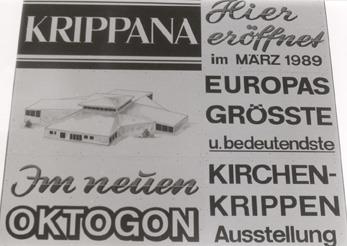 KRIPPANA
Im neuen
OKTOGON
Hier
eröffnet
im MÄRZ 1989
EUROPAS
GRÖSSTE
u. bedeutendste
KIRCHEN-
KRIPPEN
Ausstellung